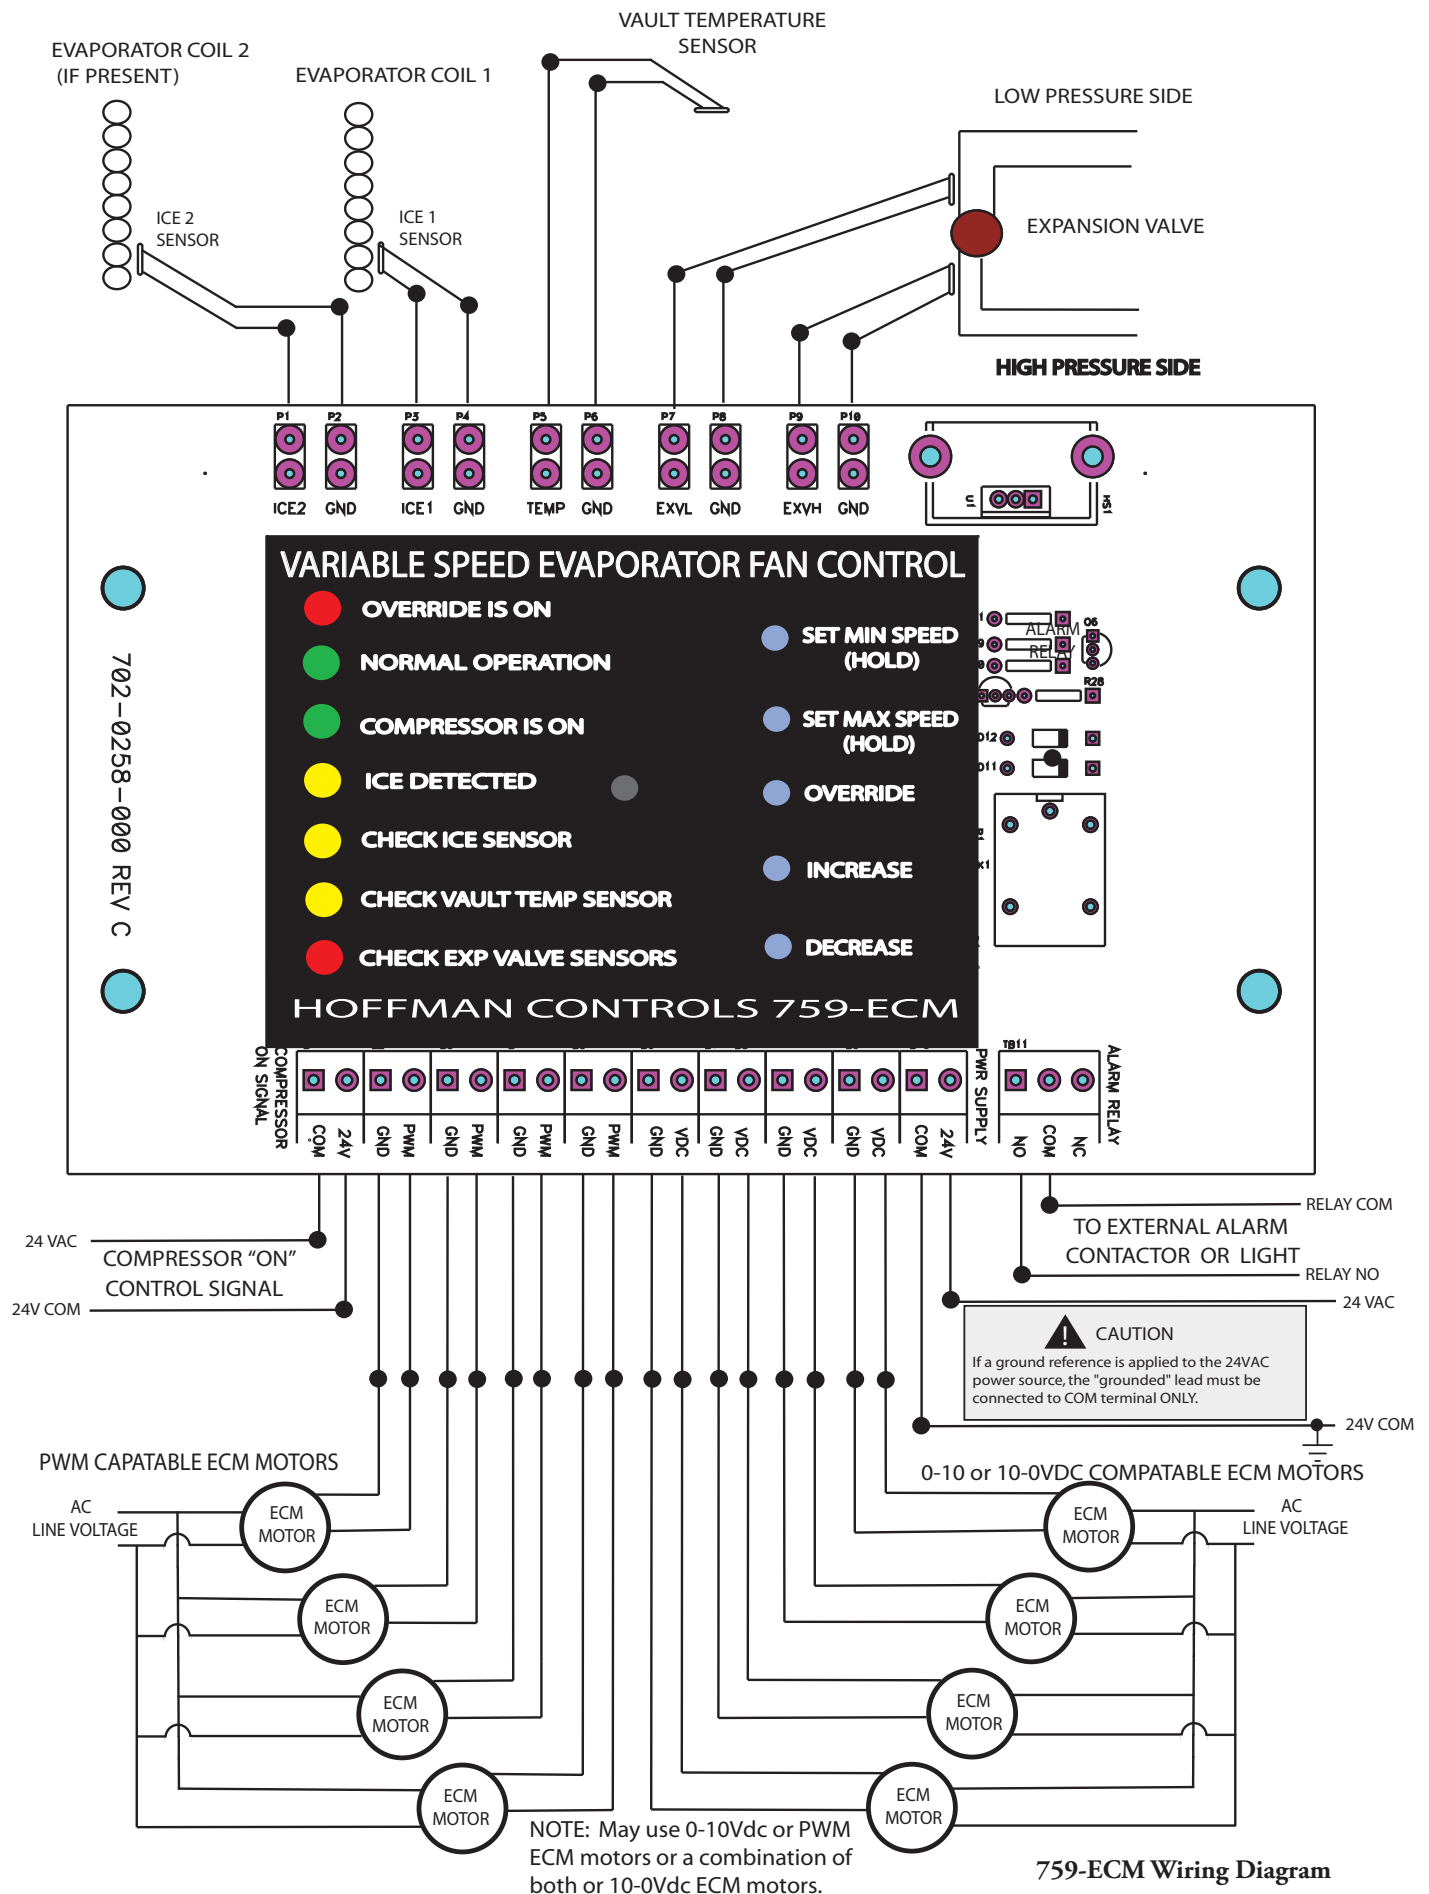 VAULT TEMPERATURE
SENSOR
EVAPORATOR COIL 2
(IF PRESENT)
EVAPORATOR COIL 1
LOW PRESSURE SIDE
ICE 2
SENSOR
ICE 1
SENSOR
EXPANSION VALVE
HIGH PRESSURE SIDE
P1 P2 P3 P4 P5 P6 P7 P8 P9 P10
ICE2 GND ICE1 GND TEMP GND EXVL GND EXVH GND
U1
HS1
702-0258-000 REV C
VARIABLE SPEED EVAPORATOR FAN CONTROL
OVERRIDE IS ON
NORMAL OPERATION
COMPRESSOR IS ON
ICE DETECTED
CHECK ICE SENSOR
CHECK VAULT TEMP SENSOR
CHECK EXP VALVE SENSORS
SET MIN SPEED
(HOLD)
SET MAX SPEED
(HOLD)
OVERRIDE
INCREASE
DECREASE
HOFFMAN CONTROLS 759-ECM
ALARM
RELAY
Q6
R28
D12
D11
TB11
COMPRESSOR
ON SIGNAL
COM 24V GND PWM GND PWM GND PWM GND PWM GND VDC GND VDC GND VDC GND VDC COM 24V
PWR SUPPLY
NO COM NC
ALARM RELAY
24 VAC
COMPRESSOR “ON”
CONTROL SIGNAL
24V COM
RELAY COM
TO EXTERNAL ALARM
CONTACTOR OR LIGHT
RELAY NO
24 VAC
! CAUTION
If a ground reference is applied to the 24VAC
power source, the "grounded" lead must be
connected to COM terminal ONLY.
24V COM
PWM CAPATABLE ECM MOTORS
0-10 or 10-0VDC COMPATABLE ECM MOTORS
AC
LINE VOLTAGE
ECM
MOTOR
ECM
MOTOR
ECM
MOTOR
ECM
MOTOR
ECM
MOTOR
AC
LINE VOLTAGE
ECM
MOTOR
ECM
MOTOR
ECM
MOTOR
NOTE: May use 0-10Vdc or PWM
ECM motors or a combination of
both or 10-0Vdc ECM motors.
759-ECM Wiring Diagram